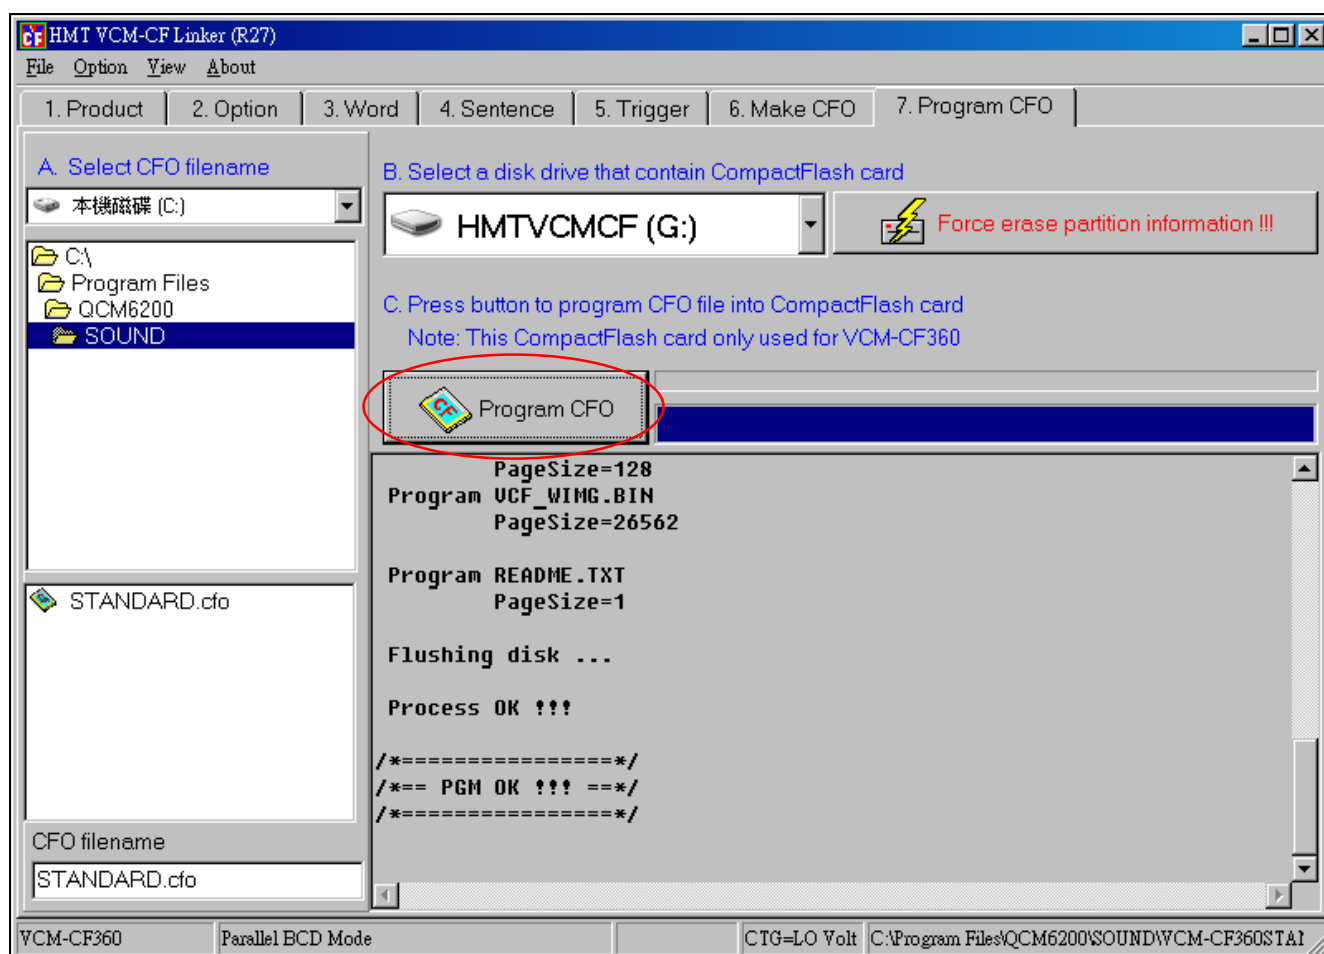 HMT VCM-CF Linker (R27)
File Option View About
1. Product 2. Option 3. Word 4. Sentence 5. Trigger 6. Make CFO 7. Program CFO
A. Select CFO filename
本機磁碟 (C:)
C:\
Program Files
QCM6200
SOUND
STANDARD.cfo
CFO filename
STANDARD.cfo
B. Select a disk drive that contain CompactFlash card
HMTVCMCF (G:)
Force erase partition information !!!
C. Press button to program CFO file into CompactFlash card
Note: This CompactFlash card only used for VCM-CF360
CF Program CFO
PageSize=128
Program VCF_WIMG.BIN
PageSize=26562
Program README.TXT
PageSize=1
Flushing disk ...
Process OK !!!
/*================*/
/*== PGM OK !!! ==*/
/*================*/
VCM-CF360 Parallel BCD Mode CTG=LO Volt C:\Program Files\QCM6200\SOUND\VCM-CF360STAN